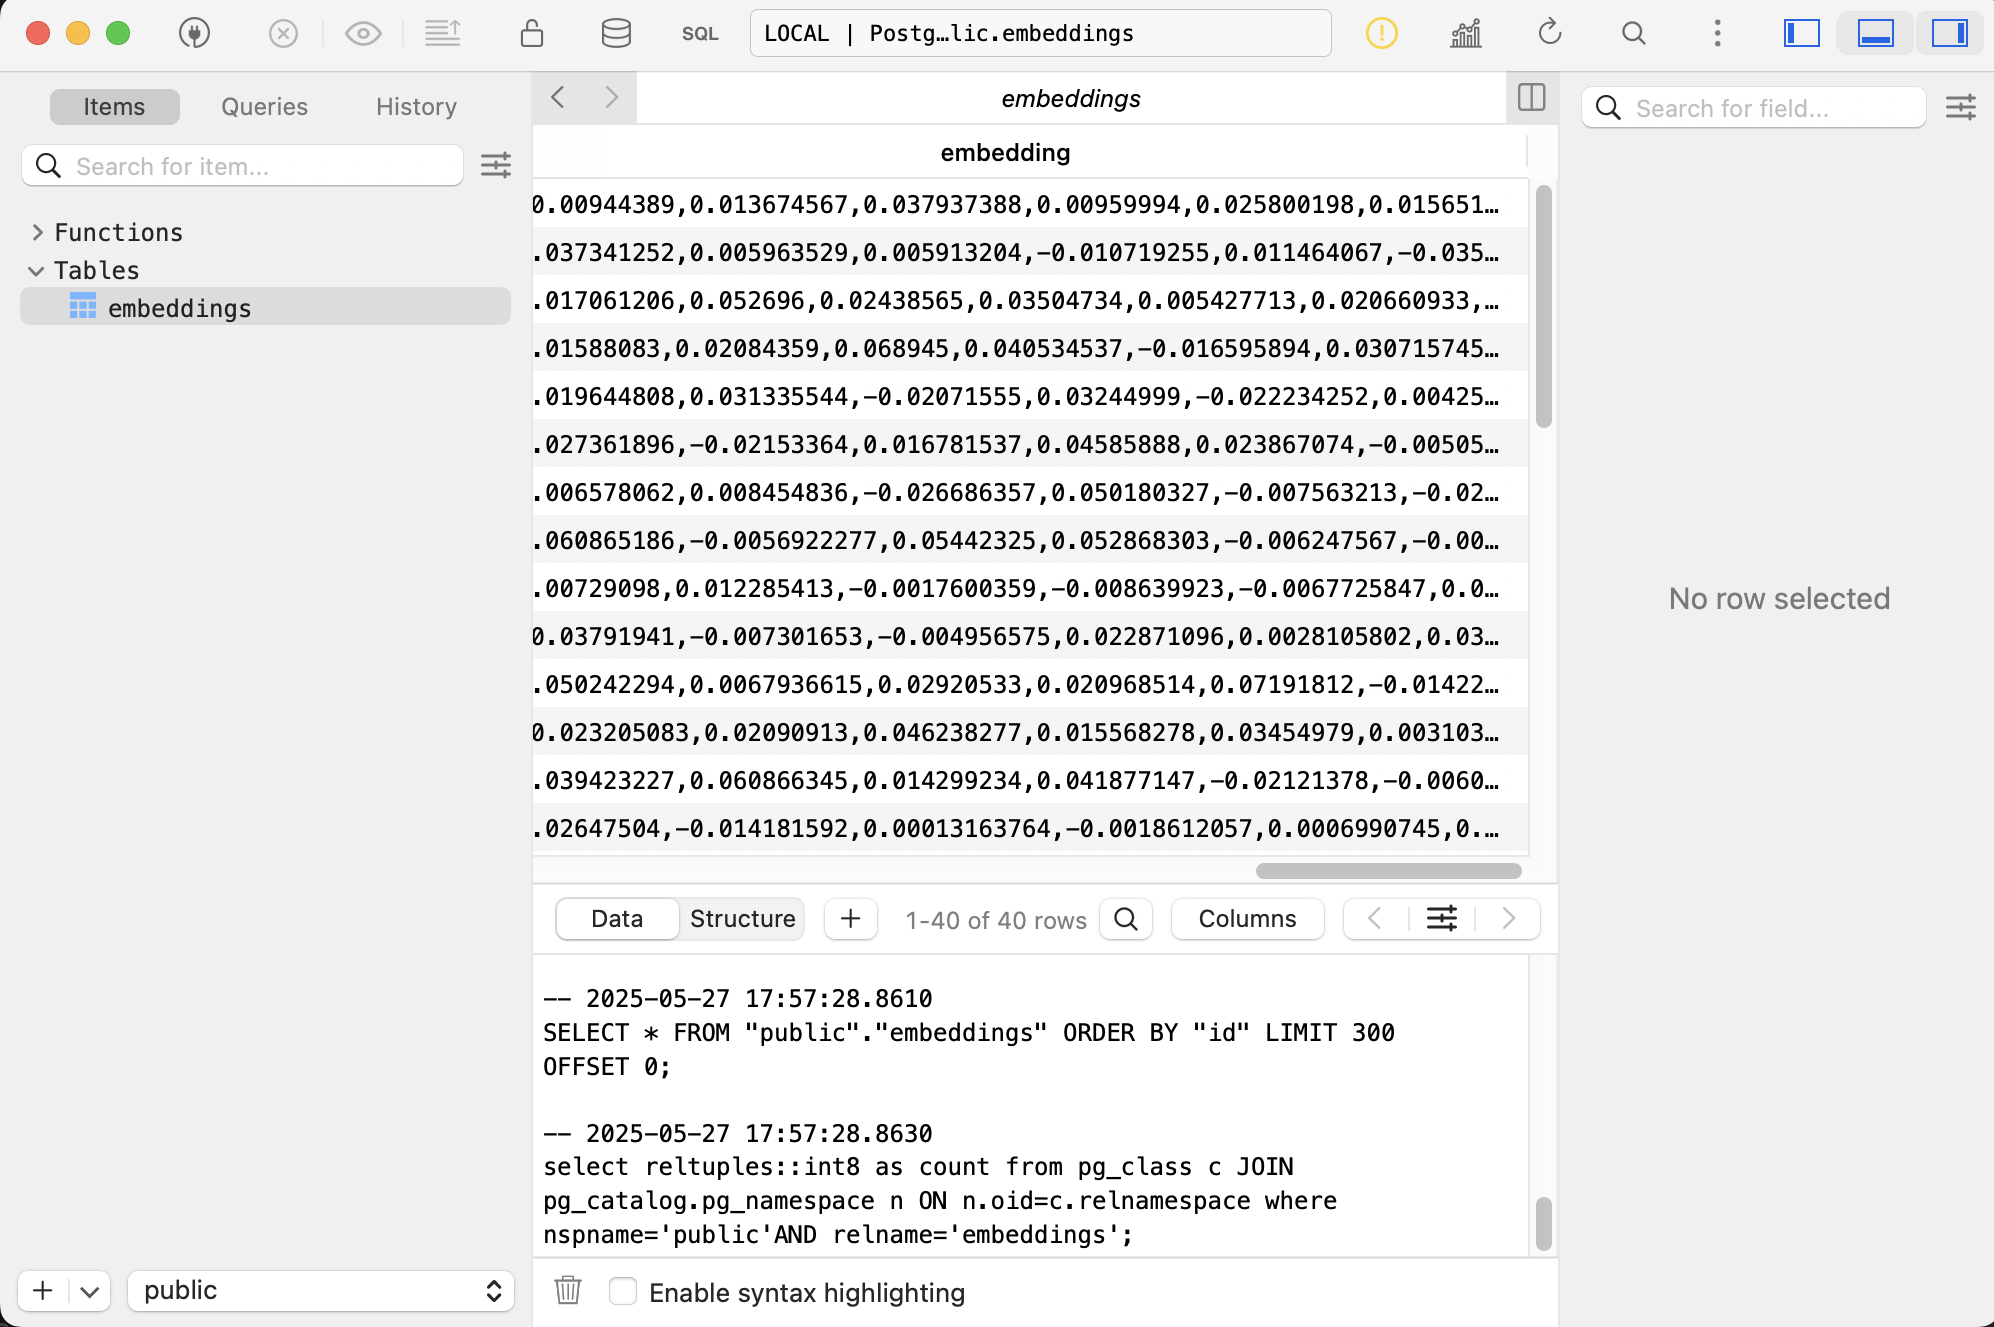 SQL
LOCAL | Postg…lic.embeddings
Items
Queries
History
Search for item...
Functions
Tables
embeddings
embeddings
embedding
0.00944389,0.013674567,0.037937388,0.00959994,0.025800198,0.015651…
.037341252,0.005963529,0.005913204,-0.010719255,0.011464067,-0.035…
.017061206,0.052696,0.02438565,0.03504734,0.005427713,0.020660933,…
.01588083,0.02084359,0.068945,0.040534537,-0.016595894,0.030715745…
.019644808,0.031335544,-0.02071555,0.03244999,-0.022234252,0.00425…
.027361896,-0.02153364,0.016781537,0.04585888,0.023867074,-0.00505…
.006578062,0.008454836,-0.026686357,0.050180327,-0.007563213,-0.02…
.060865186,-0.0056922277,0.05442325,0.052868303,-0.006247567,-0.00…
.00729098,0.012285413,-0.0017600359,-0.008639923,-0.0067725847,0.0…
0.03791941,-0.007301653,-0.004956575,0.022871096,0.0028105802,0.03…
.050242294,0.0067936615,0.02920533,0.020968514,0.07191812,-0.01422…
0.023205083,0.02090913,0.046238277,0.015568278,0.03454979,0.003103…
.039423227,0.060866345,0.014299234,0.041877147,-0.02121378,-0.0060…
.02647504,-0.014181592,0.00013163764,-0.0018612057,0.0006990745,0.…
Data
Structure
1-40 of 40 rows
Columns
-- 2025-05-27 17:57:28.8610
SELECT * FROM "public"."embeddings" ORDER BY "id" LIMIT 300
OFFSET 0;
-- 2025-05-27 17:57:28.8630
select reltuples::int8 as count from pg_class c JOIN
pg_catalog.pg_namespace n ON n.oid=c.relnamespace where
nspname='public'AND relname='embeddings';
Enable syntax highlighting
public
Search for field...
No row selected